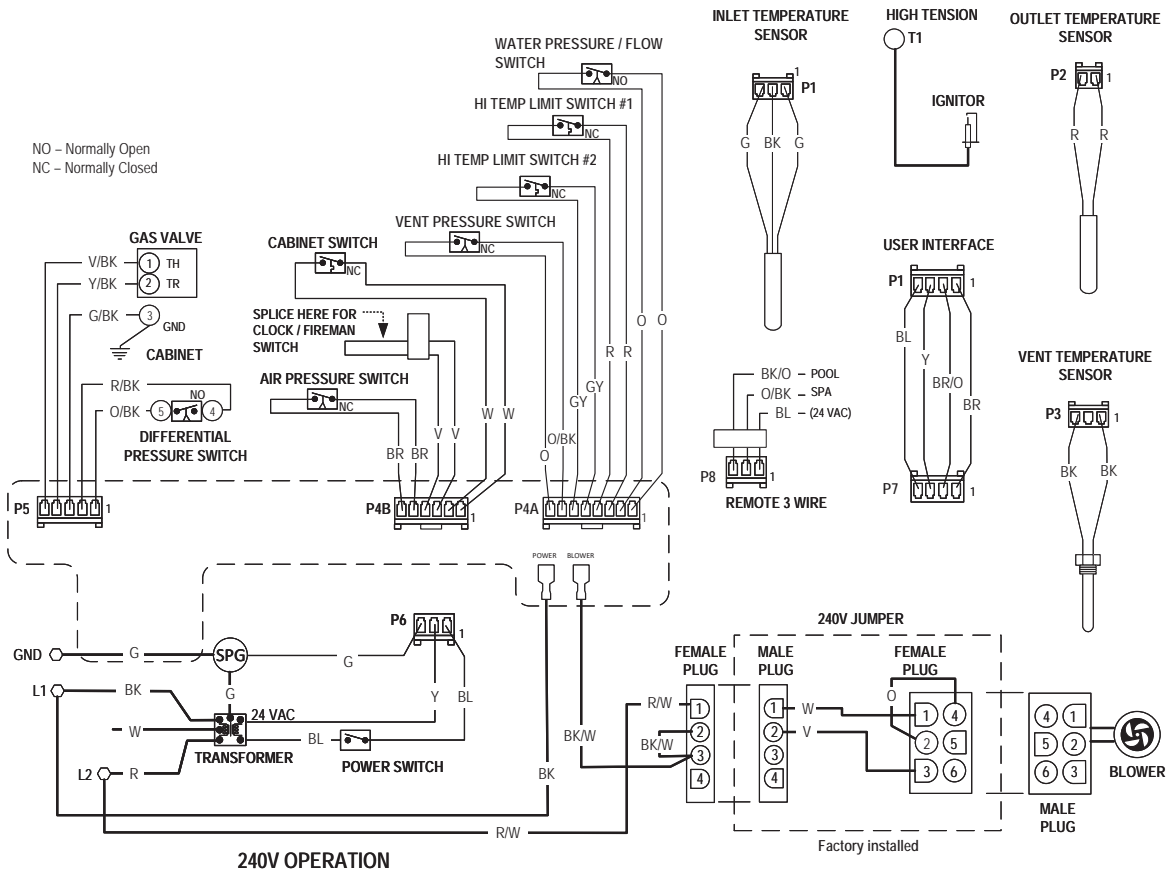 INLET TEMPERATURE
SENSOR
1
P1
G
BK
G
HIGH TENSION
T1
IGNITOR
OUTLET TEMPERATURE
SENSOR
P2
1
R
R
WATER PRESSURE / FLOW
SWITCH
NO
HI TEMP LIMIT SWITCH #1
NC
HI TEMP LIMIT SWITCH #2
NC
VENT PRESSURE SWITCH
NC
NO – Normally Open
NC – Normally Closed
GAS VALVE
V/BK
1
TH
Y/BK
2
TR
G/BK
3
GND
CABINET
R/BK
NO
O/BK
5
4
DIFFERENTIAL
PRESSURE SWITCH
CABINET SWITCH
NC
SPLICE HERE FOR
CLOCK / FIREMAN
SWITCH
AIR PRESSURE SWITCH
NC
BR
BR
V
V
W
W
O
O/BK
GY
GY
R
R
O
O
USER INTERFACE
P1
1
BL
Y
BR/O
BR
P7
1
BK/O – POOL
O/BK – SPA
BL – (24 VAC)
P8
1
REMOTE 3 WIRE
VENT TEMPERATURE
SENSOR
P3
1
BK
BK
P5
1
P4B
1
P4A
1
POWER
BLOWER
P6
1
GND
G
SPG
G
G
Y
BL
L1
BK
W
24 VAC
BL
TRANSFORMER
POWER SWITCH
L2
R
BK
BK/W
R/W
R/W
240V OPERATION
240V JUMPER
FEMALE
PLUG
1
2
3
4
BK/W
MALE
PLUG
1
2
3
4
W
V
FEMALE
PLUG
O
1
4
2
5
3
6
4
1
5
2
6
3
MALE
PLUG
BLOWER
Factory installed